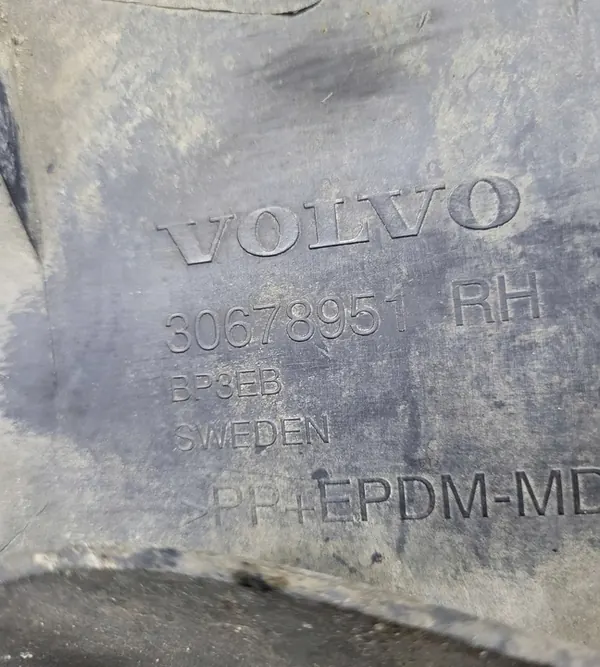 VOLVO
30678951 RH
BP3EB
SWEDEN
>PP+EPDM-MD